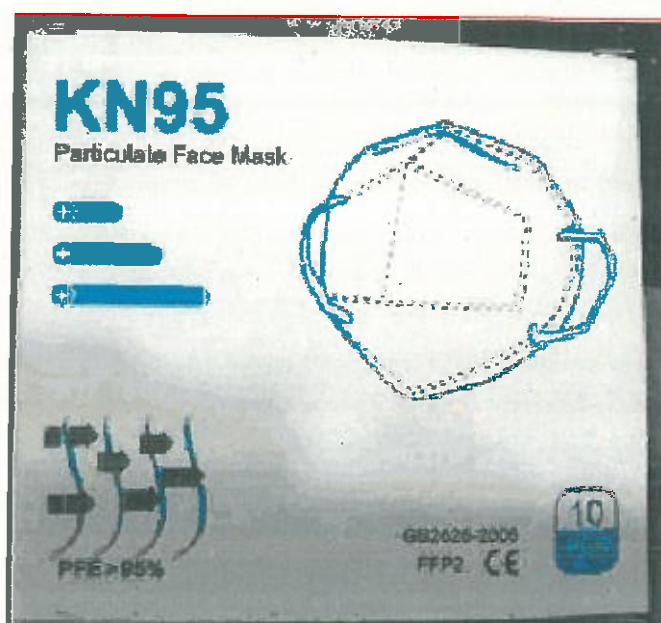 KN95
Particulate Face Mask
PFE>95%
10
GB2626-2006
FFP2 CE